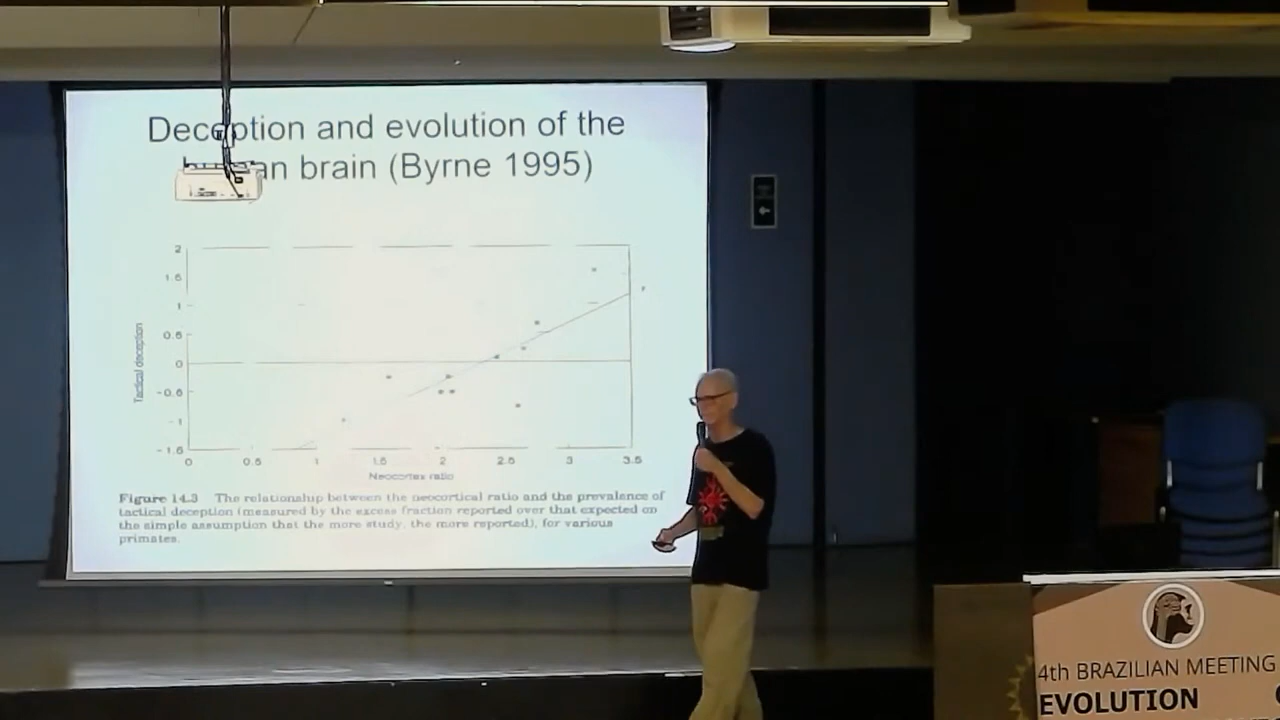 Deception and evolution of the
an brain (Byrne 1995)
2
1.5
1
0.5
0
-0.5
-1
-1.5
Tactical deception
0
0.5
1
1.5
2
2.5
3
3.5
Neocortex ratio
Figure 14.3 The relationship between the neocortical ratio and the prevalence of
tactical deception (measured by the excess fraction reported over that expected on
the simple assumption that the more study, the more reported), for various
primates.
4th BRAZILIAN MEETING
EVOLUTION